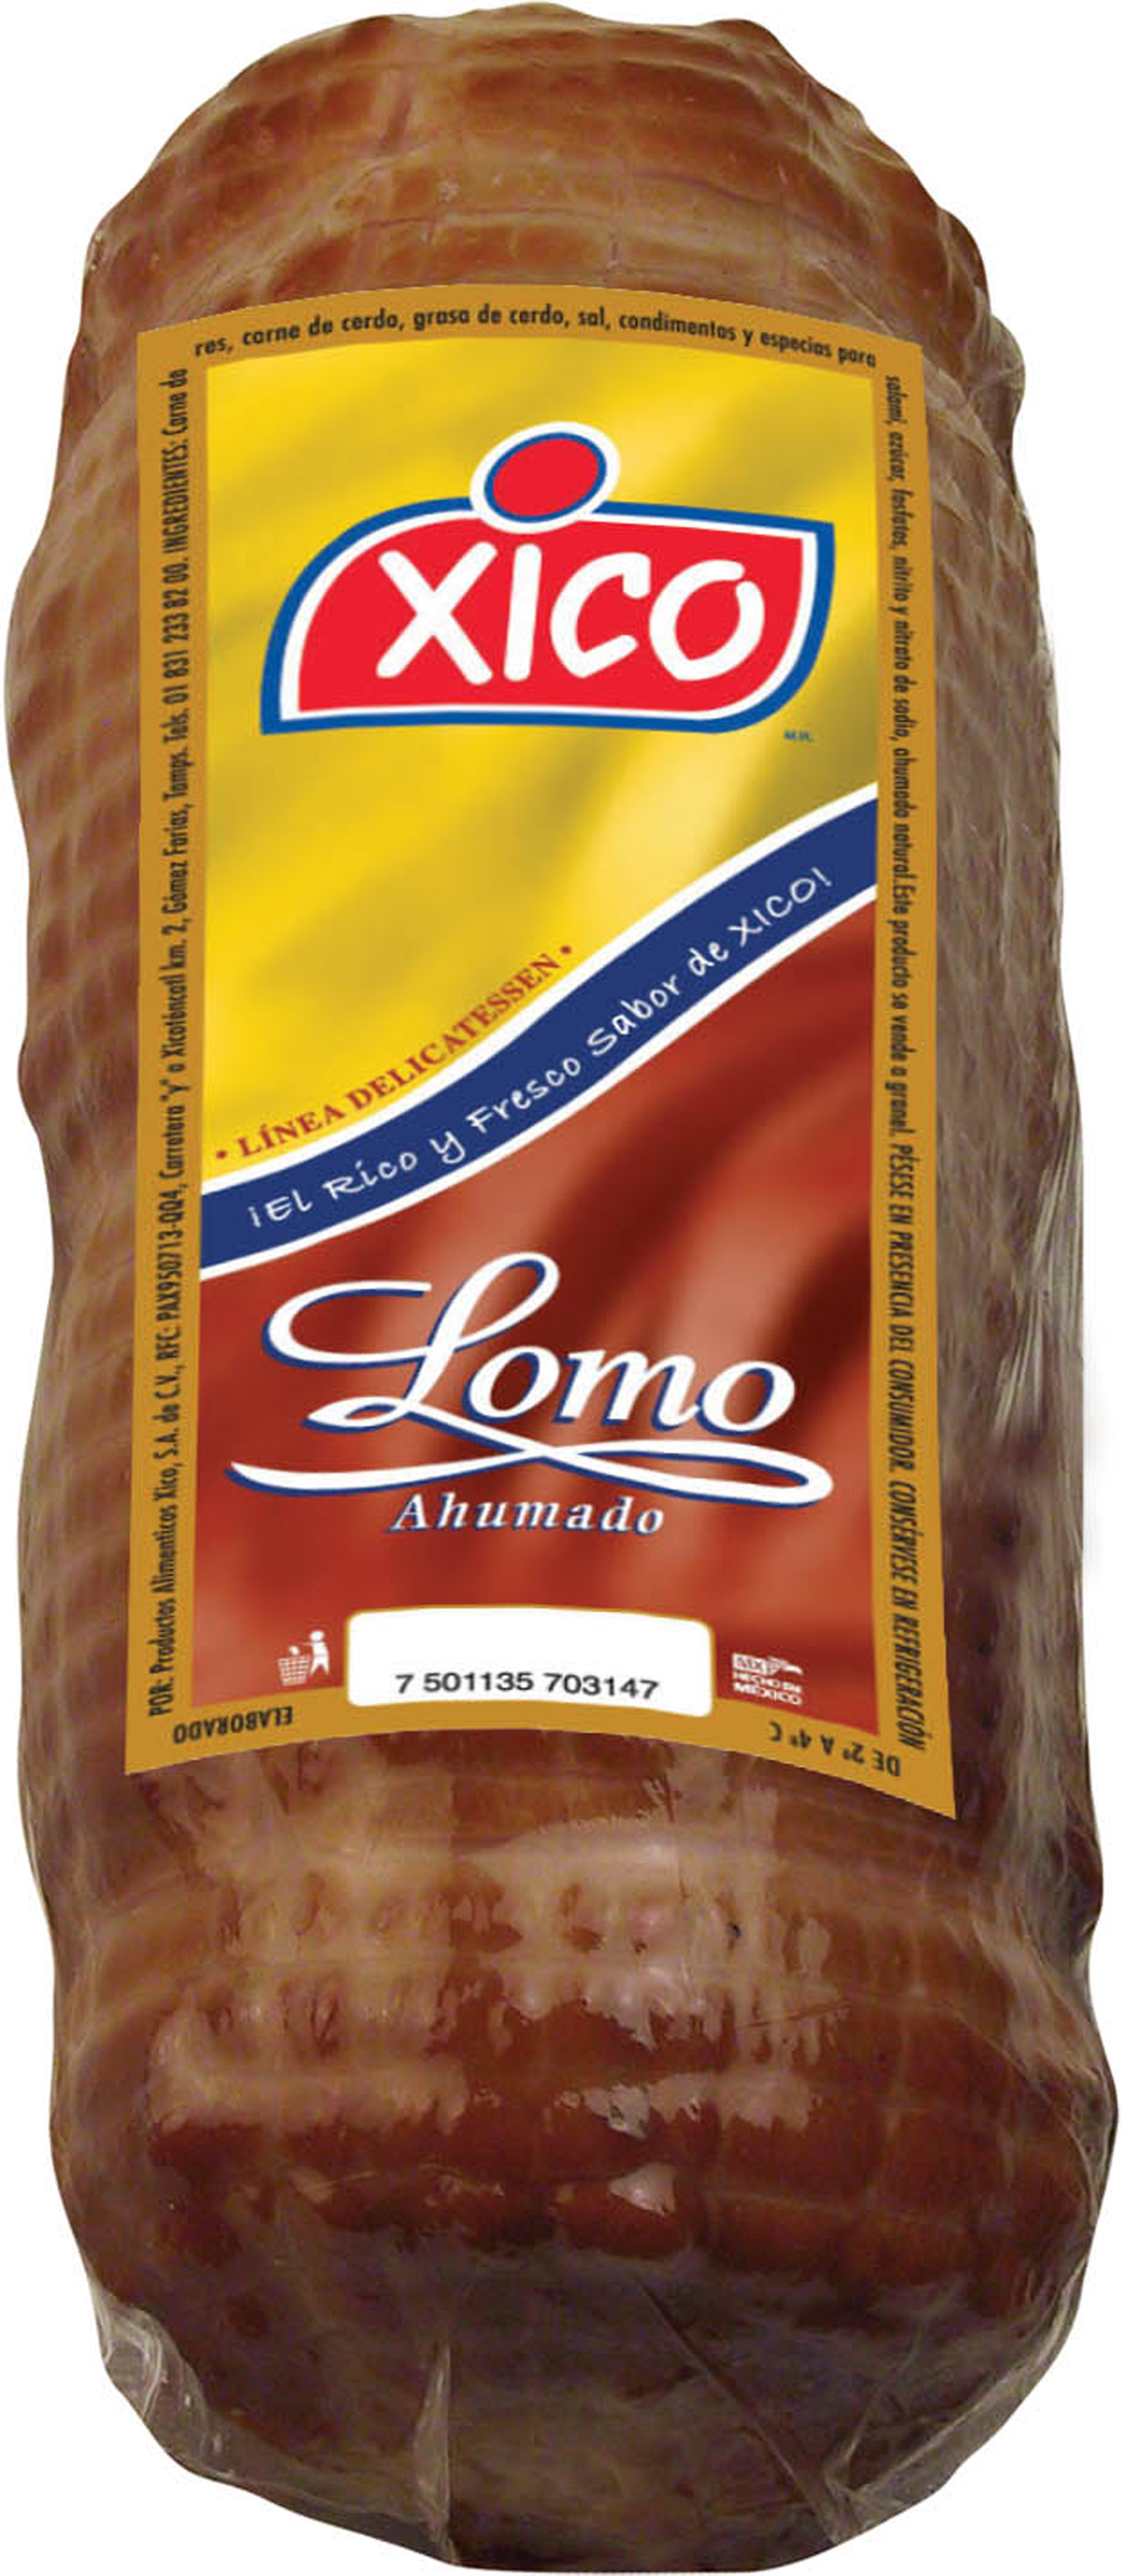 XICO
M.R.
• LÍNEA DELICATESSEN •
¡El Rico y Fresco Sabor de XICO!
Lomo
Ahumado
7 501135 703147
HECHO EN
MÉXICO
ELABORADO
POR: Productos Alimenticos Xico, S.A. de C.V., RFC: PAX950713-QQ4, Carretera "y" a Xicoténcatl km. 2, Gómez Farías, Tamps. Tels. 01 831 233 82 00. INGREDIENTES: Carne de
res, carne de cerdo, grasa de cerdo, sal, condimentos y especias para
salami, azúcar, fosfatos, nitrito y nitrato de sodio, ahumado natural.Este producto se vende a granel. PÉSESE EN PRESENCIA DEL CONSUMIDOR. CONSÉRVESE EN REFRIGERACIÓN
DE 2° A 4° C